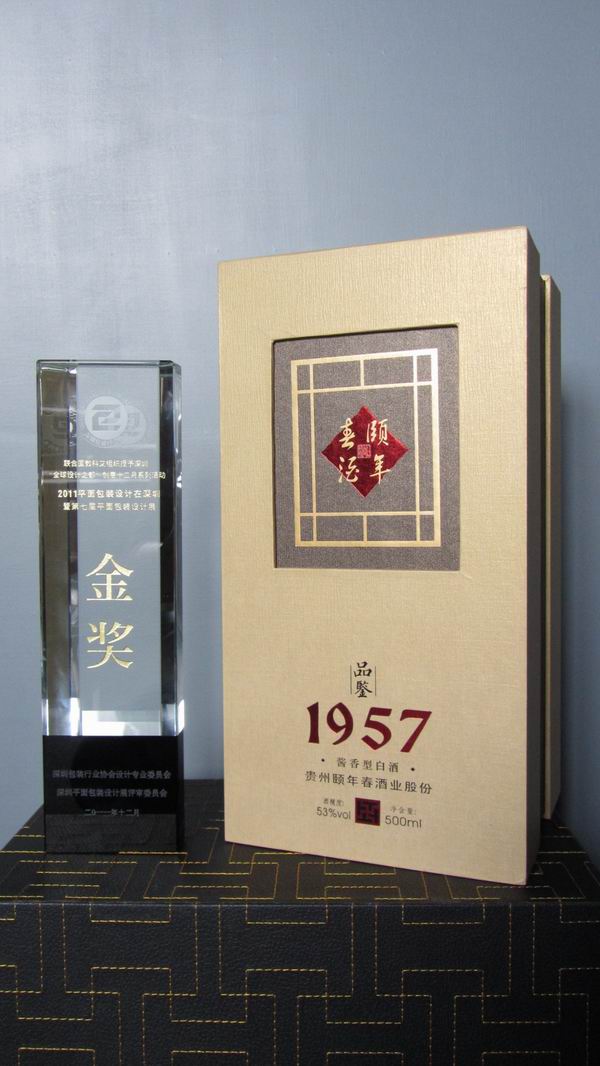 联合国教科文组织授予深圳
全球设计之都·创意十二月系列活动
2011平面包装设计在深圳
暨第七届平面包装设计展
金
奖
深圳包装行业协会设计专业委员会
深圳平面包装设计展评审委员会
二〇一一年十二月
颐年
春酒
品
鉴
1957
·酱香型白酒·
贵州颐年春酒业股份
酒精度:
53%vol
净含量:
500ml